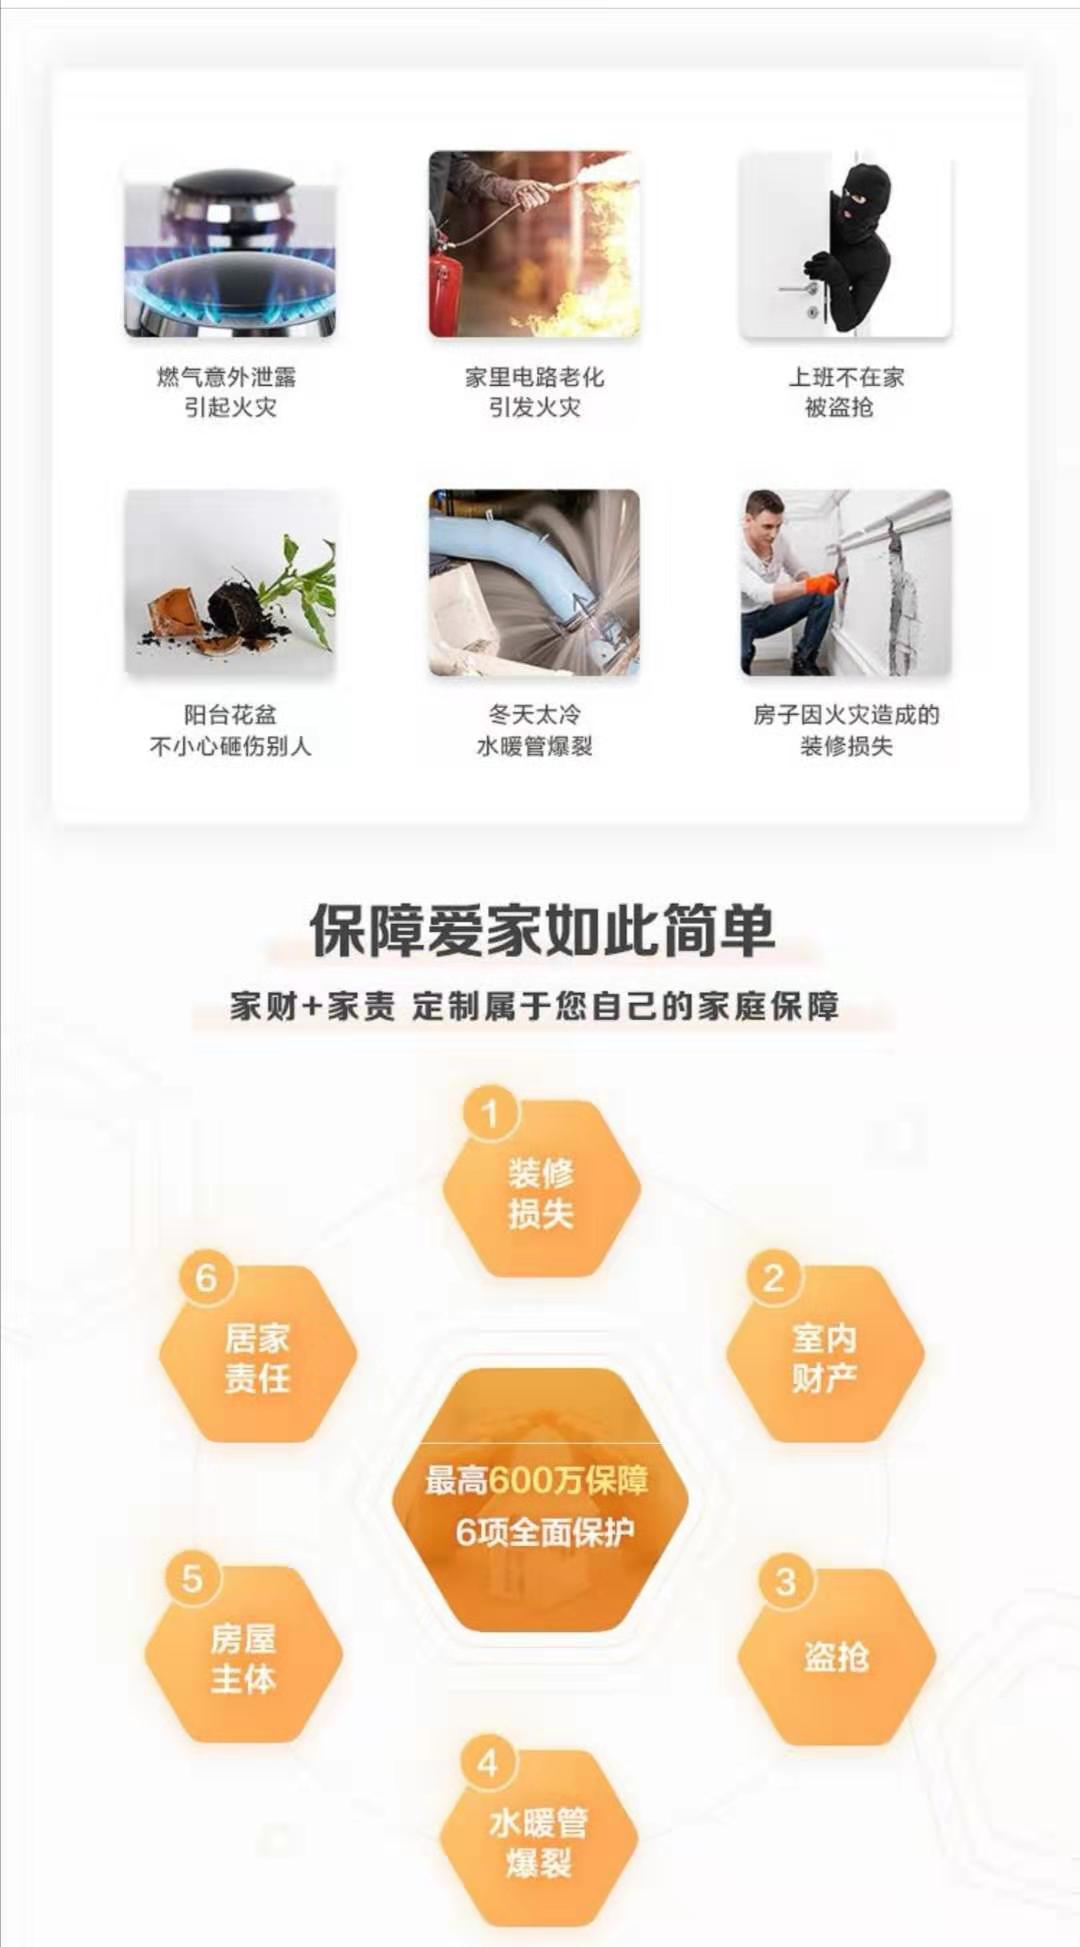 燃气意外泄露
引起火灾
家里电路老化
引发火灾
上班不在家
被盗抢
阳台花盆
不小心砸伤别人
冬天太冷
水暖管爆裂
房子因火灾造成的
装修损失
保障爱家如此简单
家财+家责 定制属于您自己的家庭保障
1
装修
损失
2
室内
财产
3
盗抢
4
水暖管
爆裂
5
房屋
主体
6
居家
责任
最高600万保障
6项全面保护